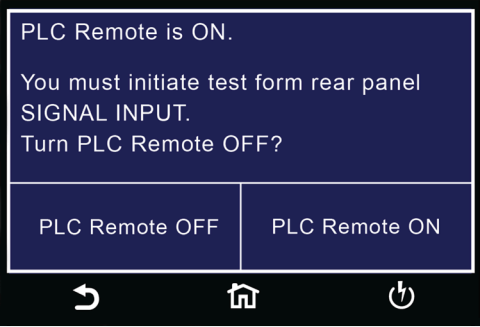 PLC Remote is ON.
You must initiate test form rear panel
SIGNAL INPUT.
Turn PLC Remote OFF?
PLC Remote OFF
PLC Remote ON